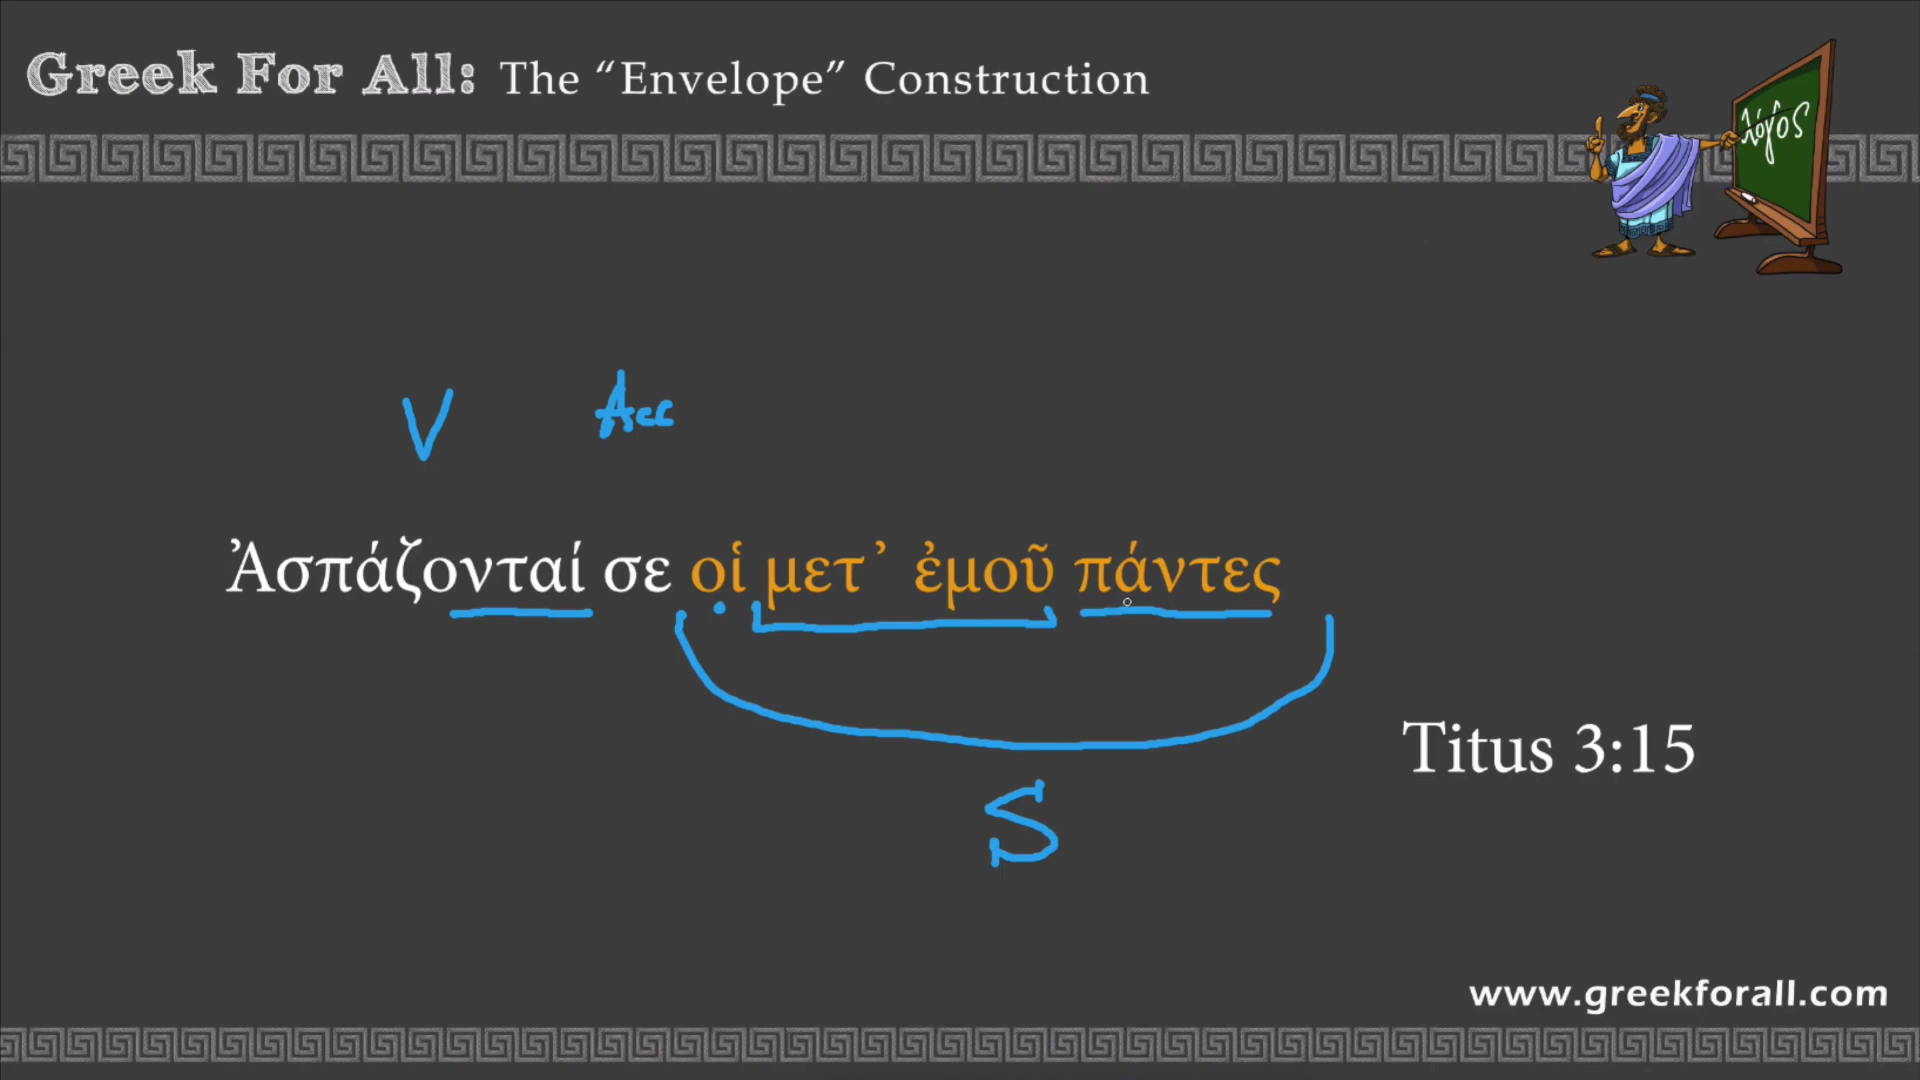 Greek For All: The “Envelope” Construction
λόγος
V Acc
Ἀσπάζονταί σε οἱ μετ᾽ ἐμοῦ πάντες
Titus 3:15
S
www.greekforall.com